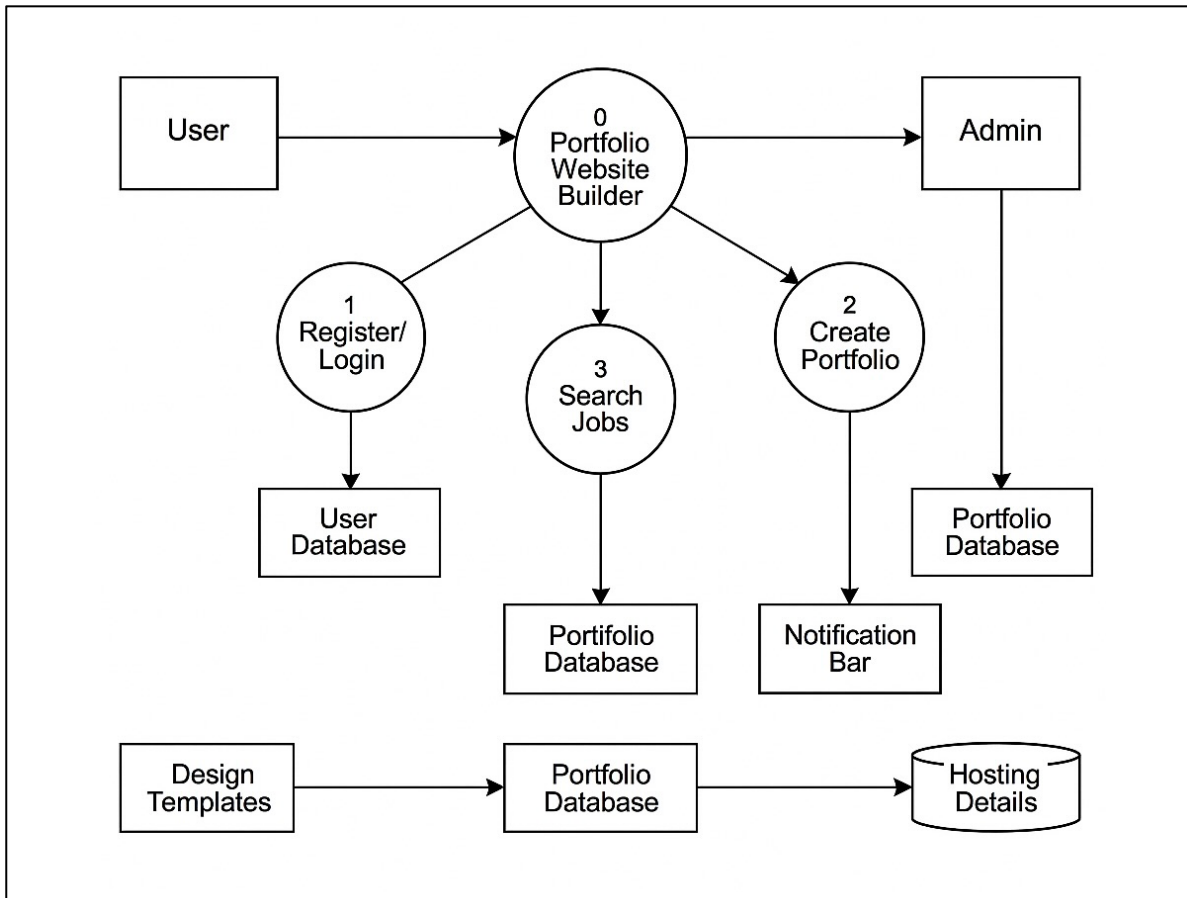 User
0
Portfolio
Website
Builder
Admin
1
Register/
Login
3
Search
Jobs
2
Create
Portfolio
User
Database
Portfolio
Database
Portifolio
Database
Notification
Bar
Design
Templates
Portfolio
Database
Hosting
Details